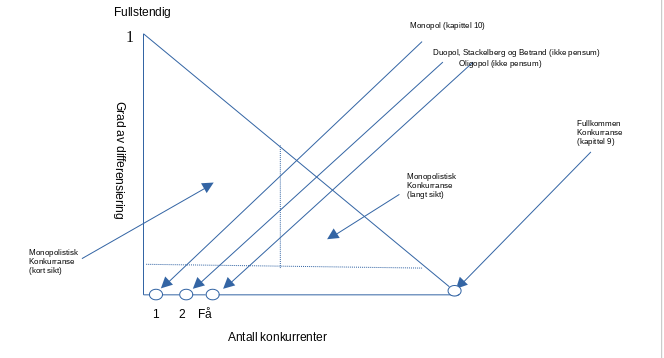 Fullstendig
1
Monopol (kapittel 10)
Duopol, Stackelberg og Betrand (ikke pensum)
Oligopol (ikke pensum)
Fullkommen
Konkurranse
(kapittel 9)
Grad av differensiering
Monopolistisk
Konkurranse
(langt sikt)
Monopolistisk
Konkurranse
(kort sikt)
1 2 Få
Antall konkurrenter